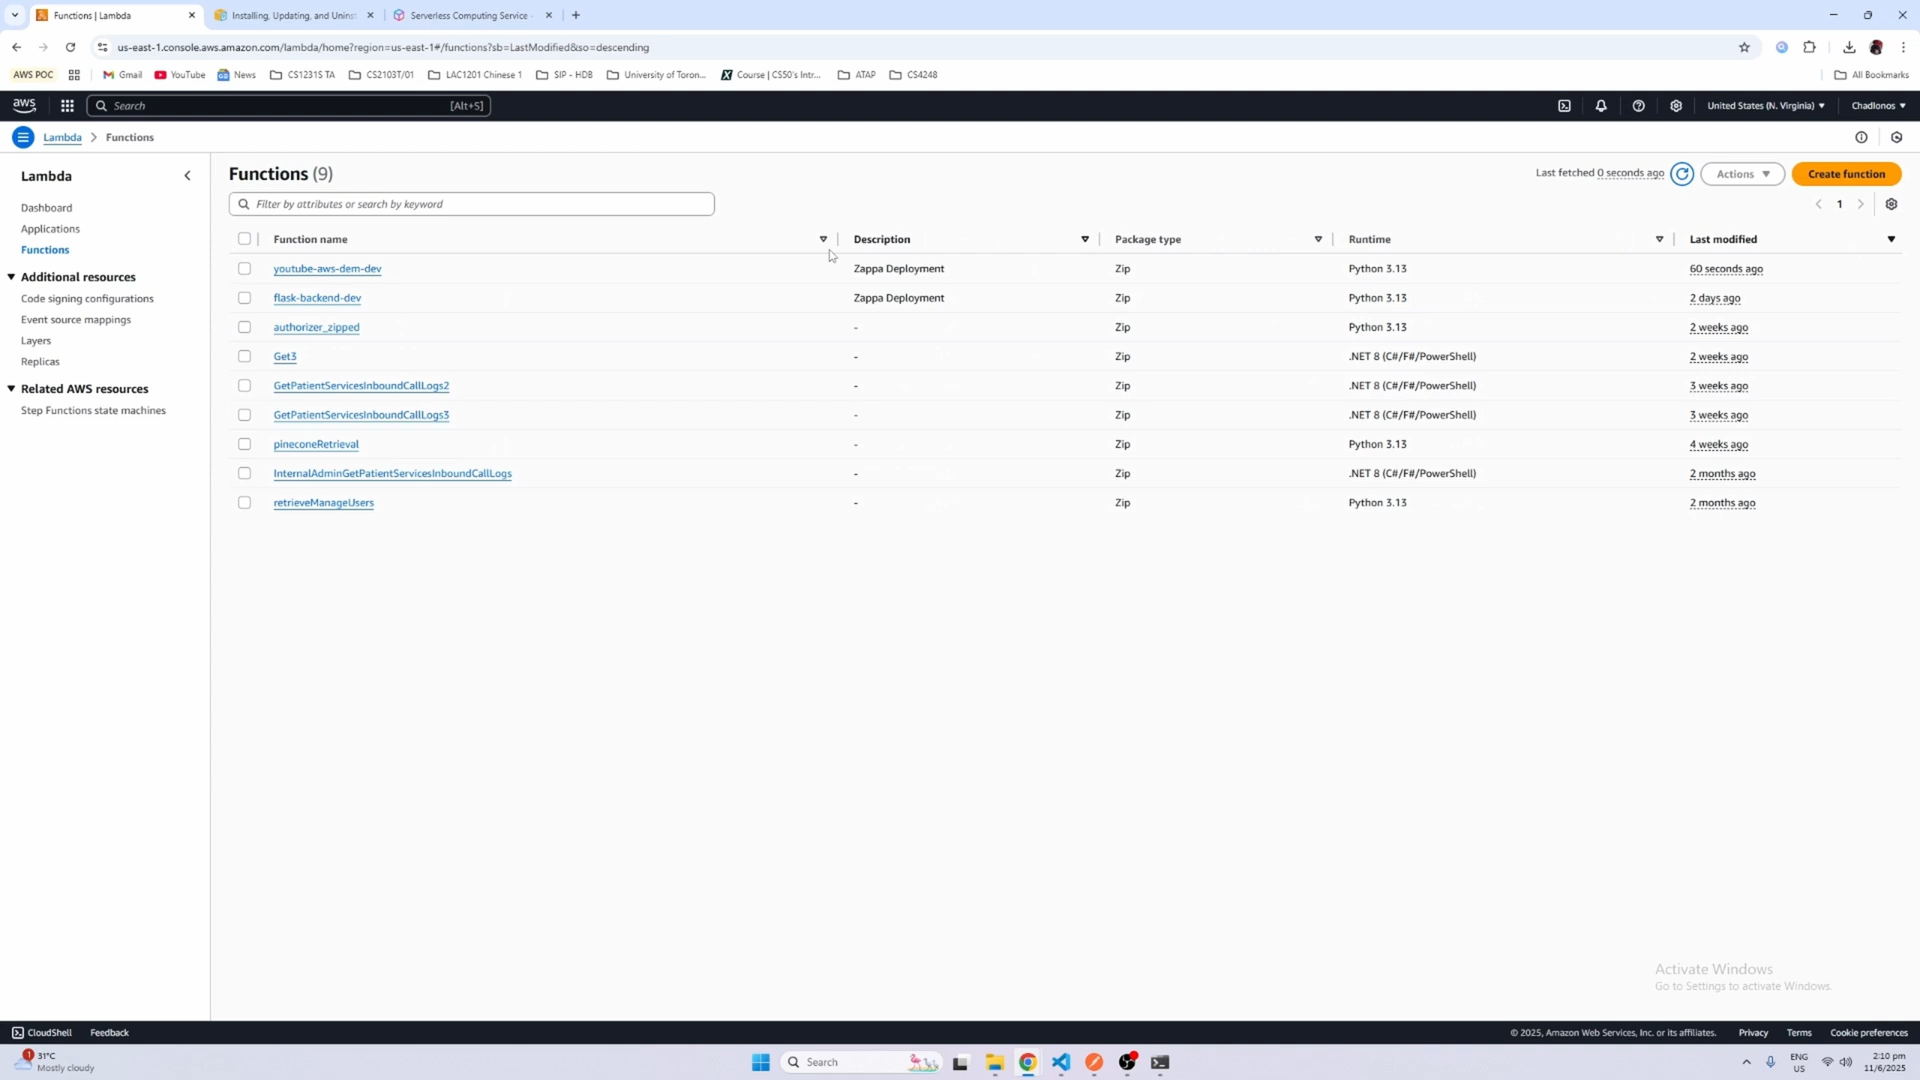 Functions | Lambda
Installing, Updating, and Uninst
Serverless Computing Service -
us-east-1.console.aws.amazon.com/lambda/home?region=us-east-1#/functions?sb=LastModified&so=descending
AWS POC
Gmail
YouTube
News
CS1231S TA
CS2103T/01
LAC1201 Chinese 1
SIP - HDB
University of Toron...
Course | CS50's Intr...
ATAP
CS4248
All Bookmarks
aws
Search
[Alt+S]
United States (N. Virginia)
Chadlonos
Lambda
Functions
Lambda
Dashboard
Applications
Functions
Additional resources
Code signing configurations
Event source mappings
Layers
Replicas
Related AWS resources
Step Functions state machines
Functions (9)
Last fetched 0 seconds ago
Actions
Create function
Filter by attributes or search by keyword
1
Function name Description Package type Runtime Last modified
youtube-aws-dem-dev Zappa Deployment Zip Python 3.13 60 seconds ago
flask-backend-dev Zappa Deployment Zip Python 3.13 2 days ago
authorizer_zipped - Zip Python 3.13 2 weeks ago
Get3 - Zip .NET 8 (C#/F#/PowerShell) 2 weeks ago
GetPatientServicesInboundCallLogs2 - Zip .NET 8 (C#/F#/PowerShell) 3 weeks ago
GetPatientServicesInboundCallLogs3 - Zip .NET 8 (C#/F#/PowerShell) 3 weeks ago
pineconeRetrieval - Zip Python 3.13 4 weeks ago
InternalAdminGetPatientServicesInboundCallLogs - Zip .NET 8 (C#/F#/PowerShell) 2 months ago
retrieveManageUsers - Zip Python 3.13 2 months ago
Activate Windows
Go to Settings to activate Windows.
CloudShell
Feedback
© 2025, Amazon Web Services, Inc. or its affiliates.
Privacy
Terms
Cookie preferences
1
31°C
Mostly cloudy
Search
ENG
US
2:10 pm
11/6/2025